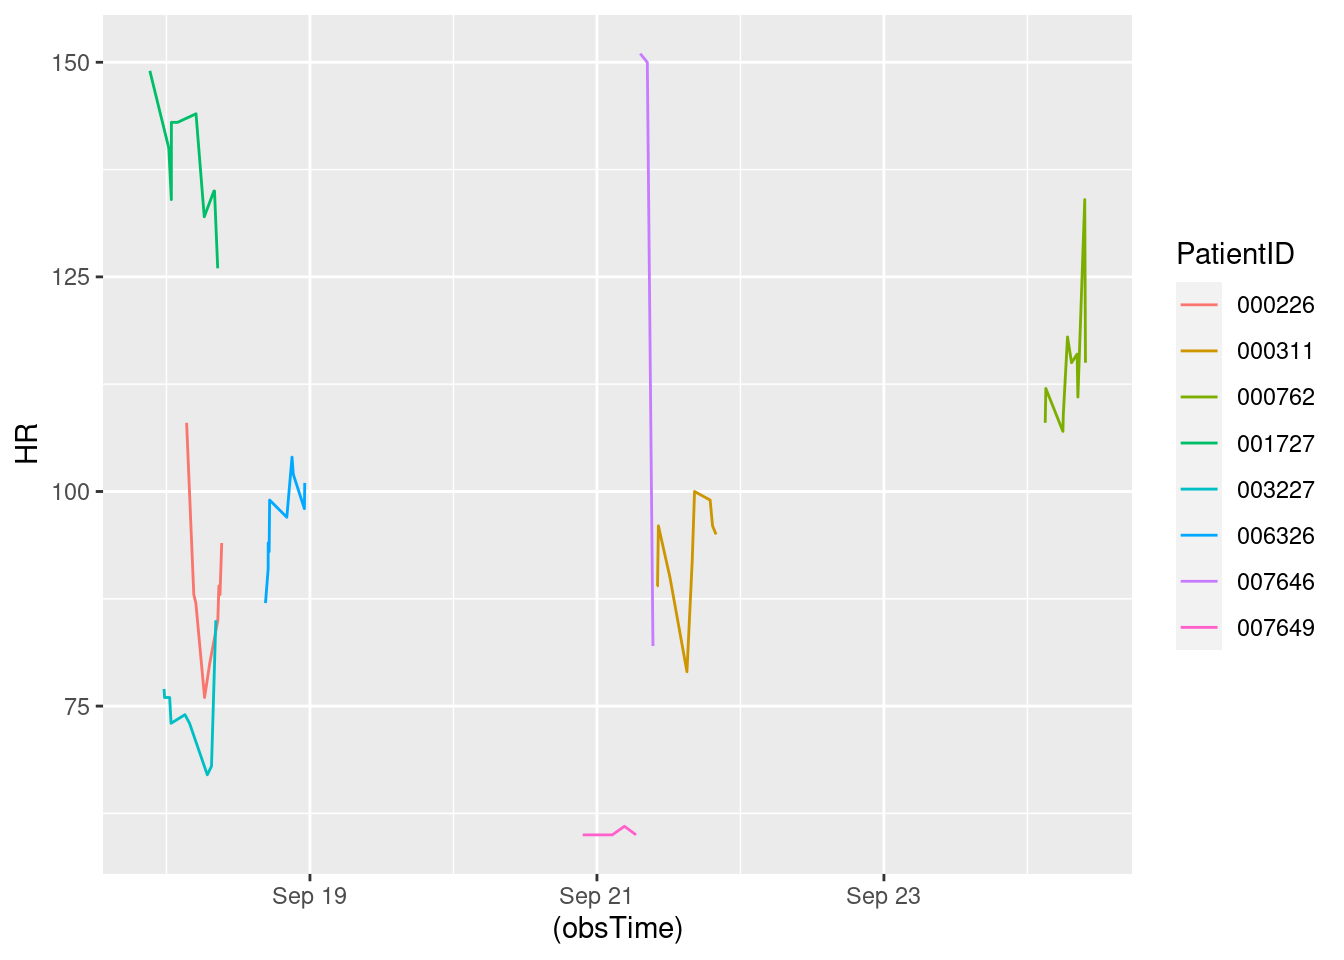 150
125
100
75
HR
Sep 19
Sep 21
Sep 23
(obsTime)
PatientID
000226
000311
000762
001727
003227
006326
007646
007649